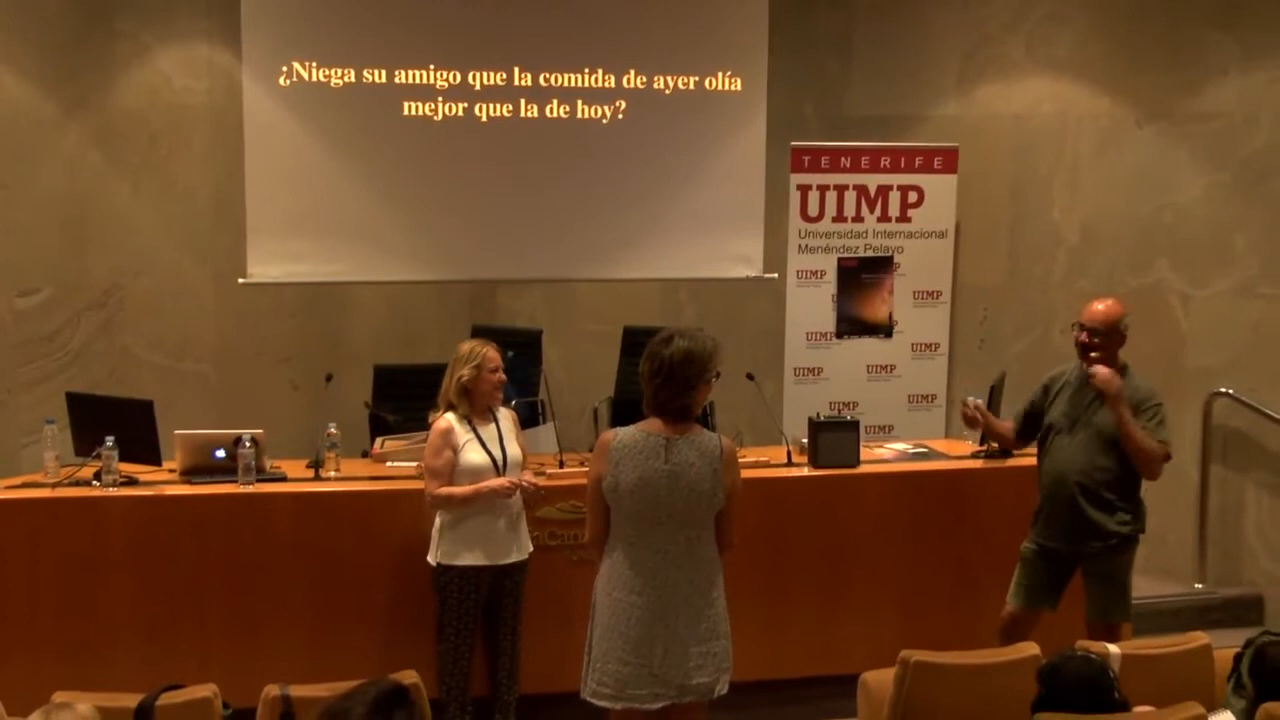 ¿Niega su amigo que la comida de ayer olía
mejor que la de hoy?
TENERIFE
UIMP
Universidad Internacional
Menéndez Pelayo
UIMP
UIMP
UIMP
UIMP
UIMP
UIMP
UIMP
UIMP
UIMP